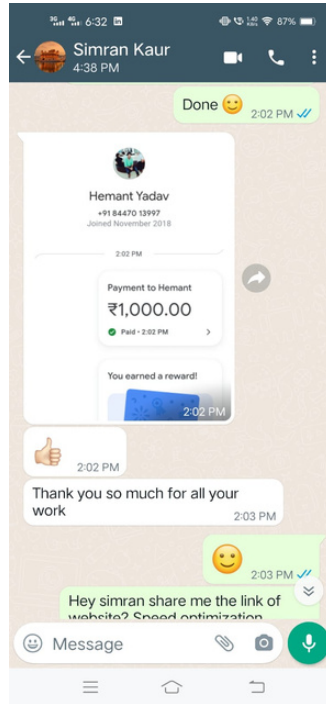 6:32
87%
Simran Kaur
4:38 PM
Done 🙂
2:02 PM
Hemant Yadav
+91 84470 13997
Joined November 2018
2:02 PM
Payment to Hemant
₹1,000.00
Paid • 2:02 PM
You earned a reward!
2:02 PM
👍🏻
2:02 PM
Thank you so much for all your
work
2:03 PM
🙂
2:03 PM
Hey simran share me the link of
website? Speed optimization
Message